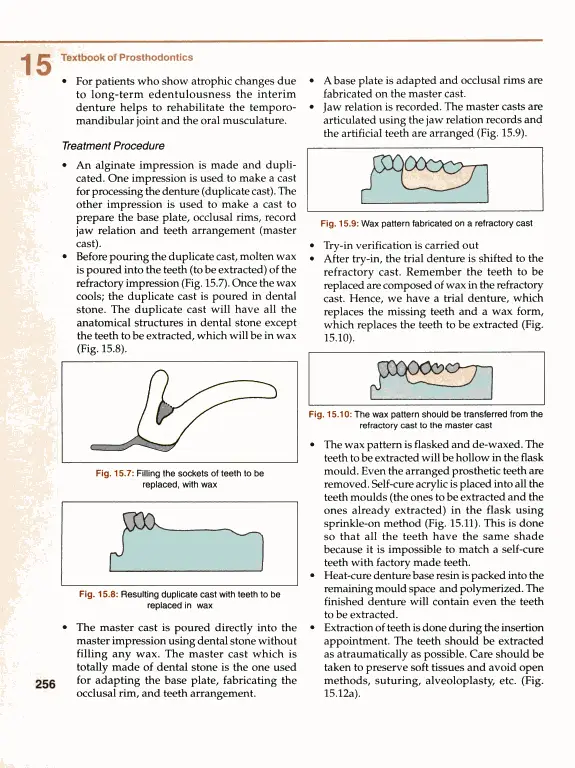 15
Textbook of Prosthodontics
• For patients who show atrophic changes due
to long-term edentulousness the interim
denture helps to rehabilitate the temporo-
mandibular joint and the oral musculature.
Treatment Procedure
• An alginate impression is made and dupli-
cated. One impression is used to make a cast
for processing the denture (duplicate cast). The
other impression is used to make a cast to
prepare the base plate, occlusal rims, record
jaw relation and teeth arrangement (master
cast).
• Before pouring the duplicate cast, molten wax
is poured into the teeth (to be extracted) of the
refractory impression (Fig. 15.7). Once the wax
cools; the duplicate cast is poured in dental
stone. The duplicate cast will have all the
anatomical structures in dental stone except
the teeth to be extracted, which will be in wax
(Fig. 15.8).
Fig. 15.7: Filling the sockets of teeth to be
replaced, with wax
Fig. 15.8: Resulting duplicate cast with teeth to be
replaced in wax
• The master cast is poured directly into the
master impression using dental stone without
filling any wax. The master cast which is
totally made of dental stone is the one used
for adapting the base plate, fabricating the
occlusal rim, and teeth arrangement.
256
• A base plate is adapted and occlusal rims are
fabricated on the master cast.
• Jaw relation is recorded. The master casts are
articulated using the jaw relation records and
the artificial teeth are arranged (Fig. 15.9).
Fig. 15.9: Wax pattern fabricated on a refractory cast
• Try-in verification is carried out
• After try-in, the trial denture is shifted to the
refractory cast. Remember the teeth to be
replaced are composed of wax in the refractory
cast. Hence, we have a trial denture, which
replaces the missing teeth and a wax form,
which replaces the teeth to be extracted (Fig.
15.10).
Fig. 15.10: The wax pattern should be transferred from the
refractory cast to the master cast
• The wax pattern is flasked and de-waxed. The
teeth to be extracted will be hollow in the flask
mould. Even the arranged prosthetic teeth are
removed. Self-cure acrylic is placed into all the
teeth moulds (the ones to be extracted and the
ones already extracted) in the flask using
sprinkle-on method (Fig. 15.11). This is done
so that all the teeth have the same shade
because it is impossible to match a self-cure
teeth with factory made teeth.
• Heat-cure denture base resin is packed into the
remaining mould space and polymerized. The
finished denture will contain even the teeth
to be extracted.
• Extraction of teeth is done during the insertion
appointment. The teeth should be extracted
as atraumatically as possible. Care should be
taken to preserve soft tissues and avoid open
methods, suturing, alveoloplasty, etc. (Fig.
15.12a).